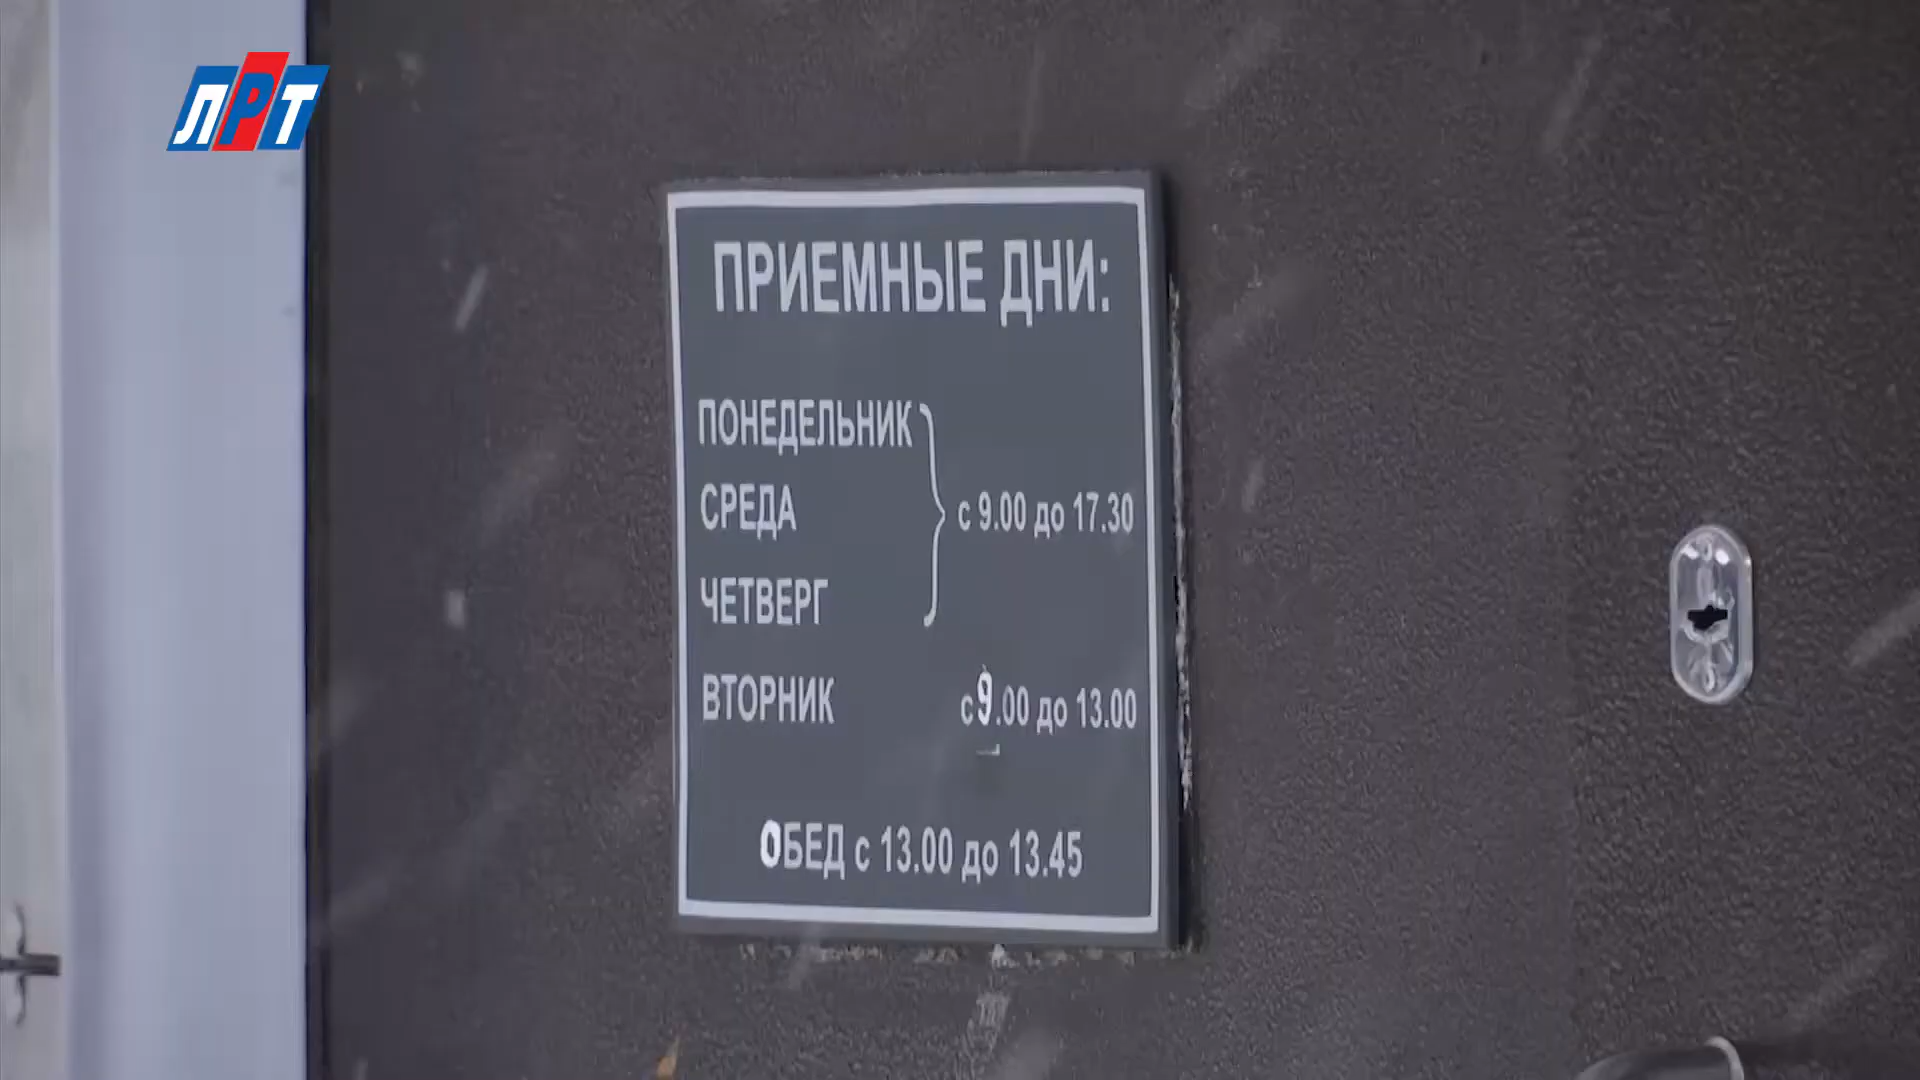 ЛРТ
ПРИЕМНЫЕ ДНИ:
ПОНЕДЕЛЬНИК
СРЕДА
с 9.00 до 17.30
ЧЕТВЕРГ
ВТОРНИК
с 9.00 до 13.00
ОБЕД с 13.00 до 13.45